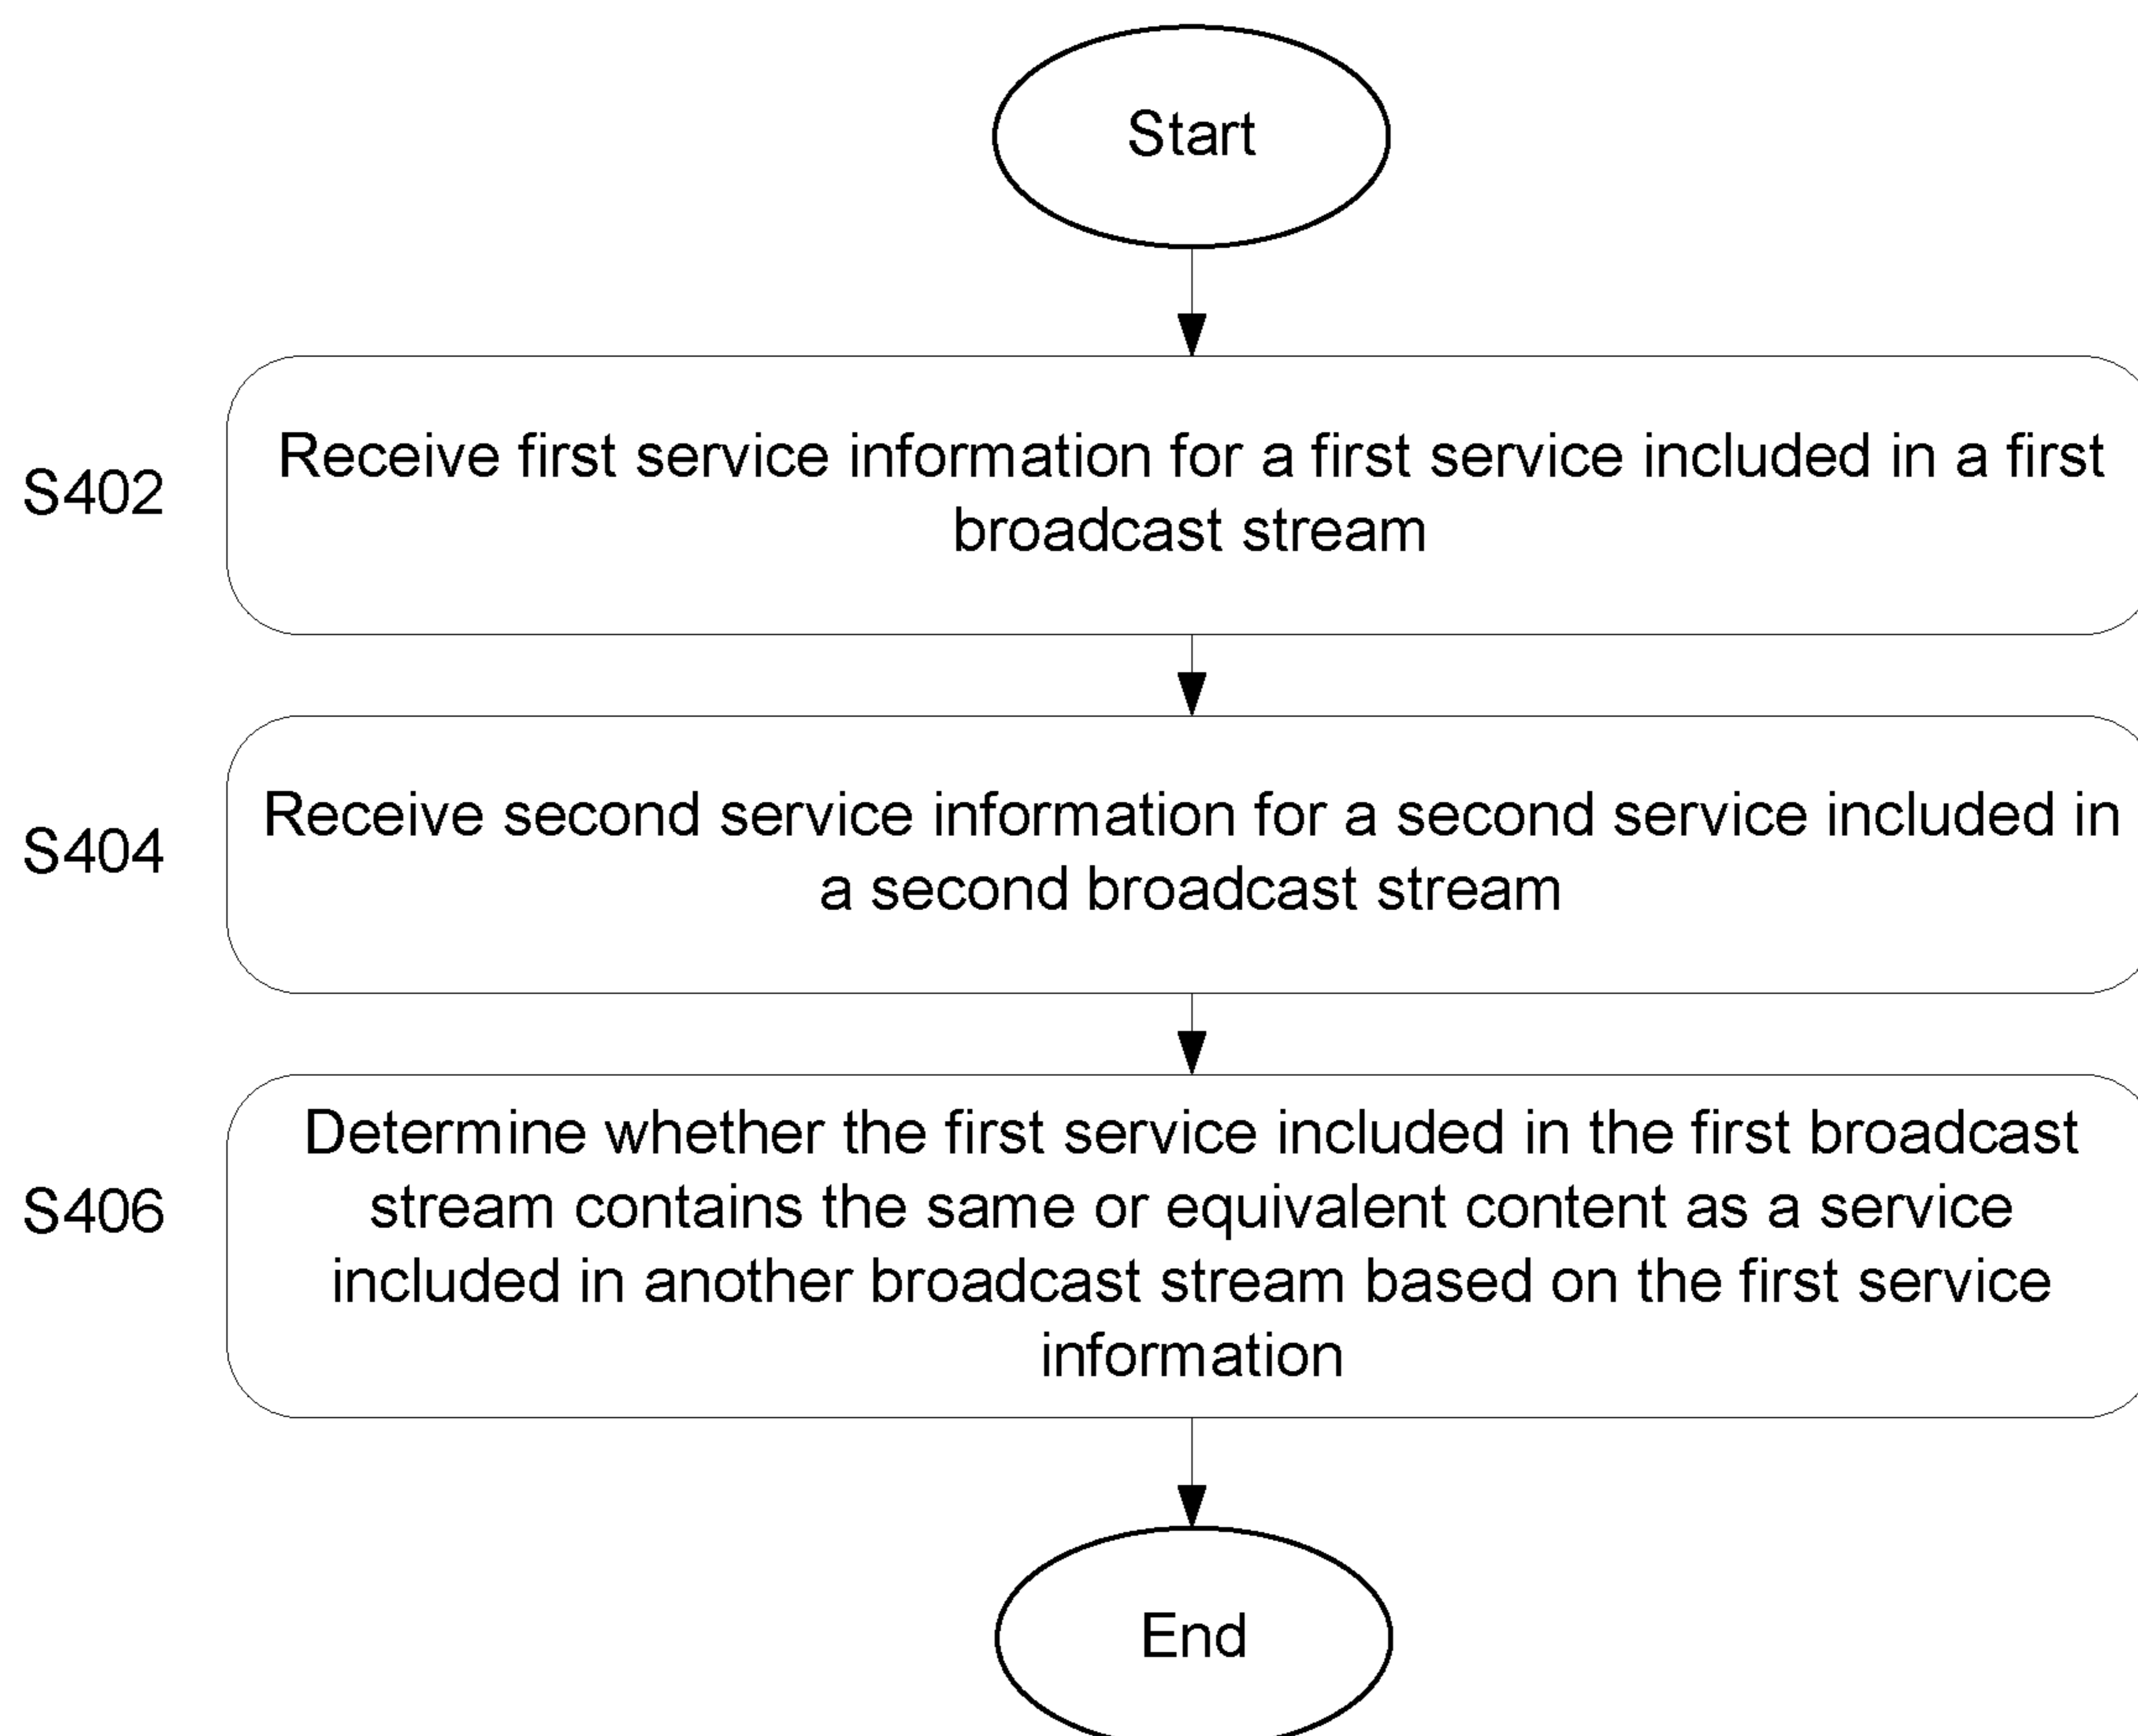 Start
S402
Receive first service information for a first service included in a first
broadcast stream
S404
Receive second service information for a second service included in
a second broadcast stream
S406
Determine whether the first service included in the first broadcast
stream contains the same or equivalent content as a service
included in another broadcast stream based on the first service
information
End